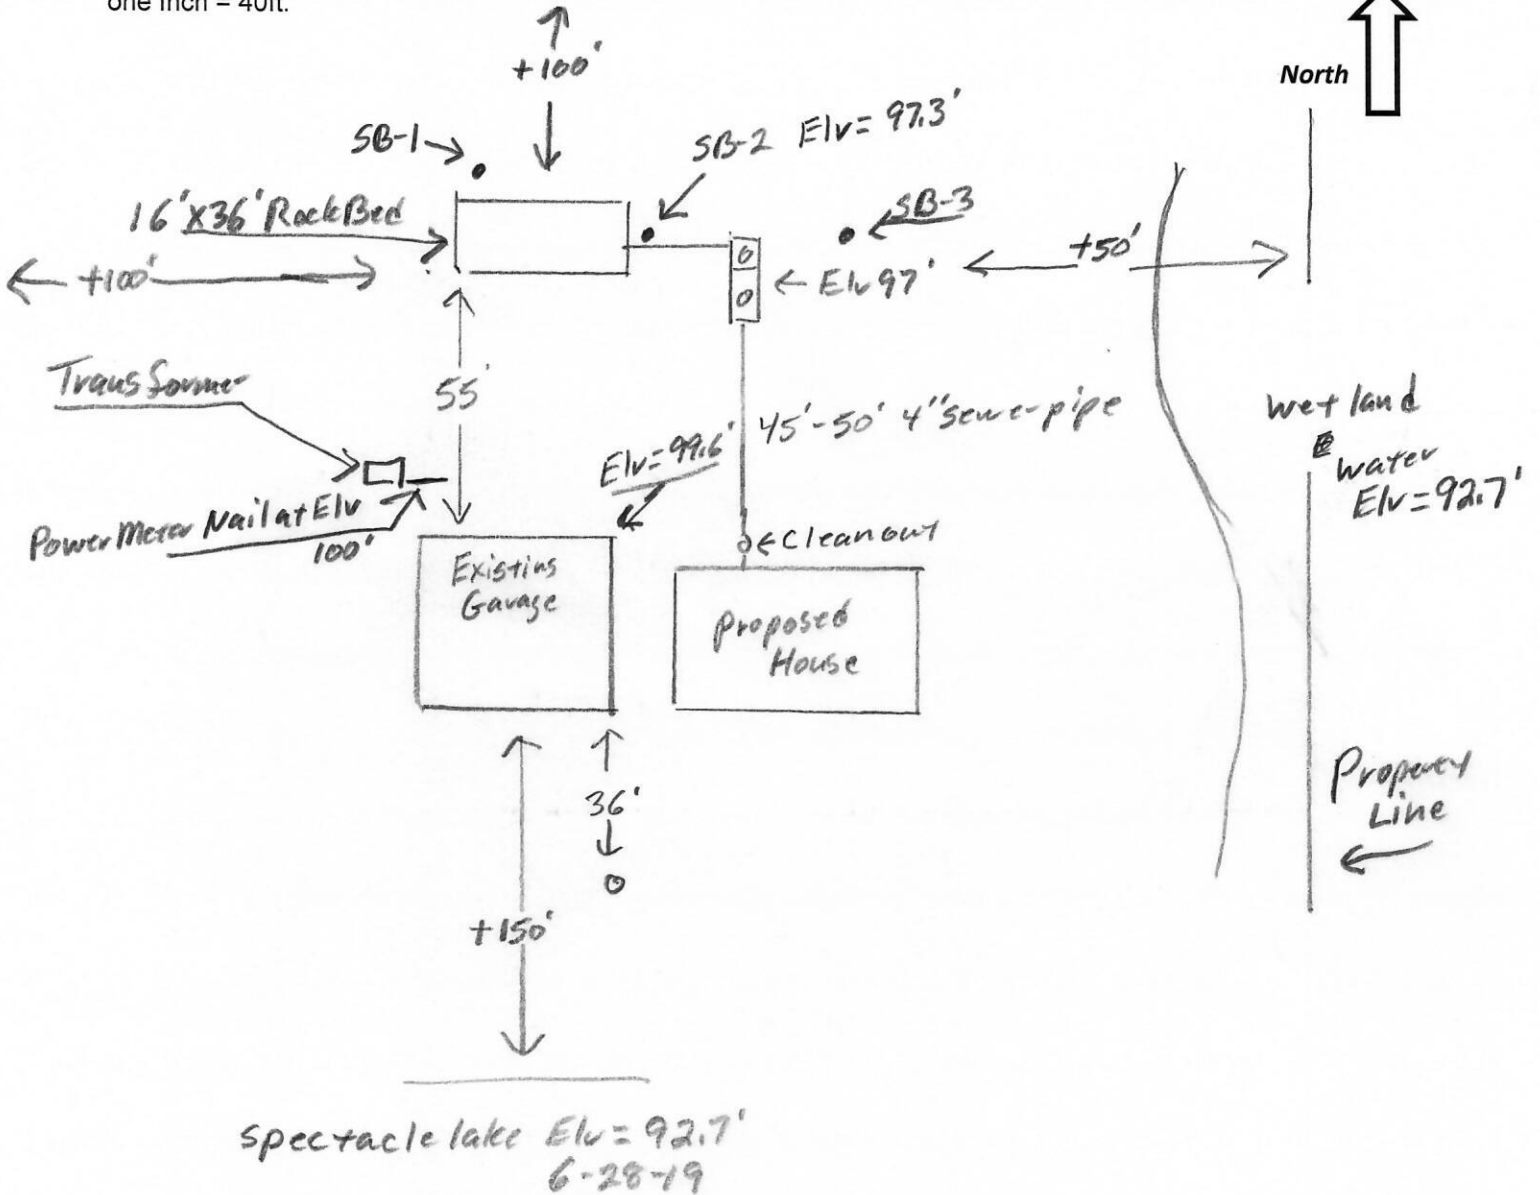 one inch = 40ft.
+100'
North
SB-1
SB-2 Elv= 97.3'
16'x36' Rock Bed
SB-3
+100'
+50'
Elv 97'
Transformer
55'
Wetland
water
Elv=92.7'
45'-50' 4" sewer pipe
Elv=99.6'
Power Meter Nail at Elv
100'
Cleanout
Existing
Garage
Proposed
House
36'
Property
Line
+150'
Spectacle lake Elv= 92.7'
6-28-19